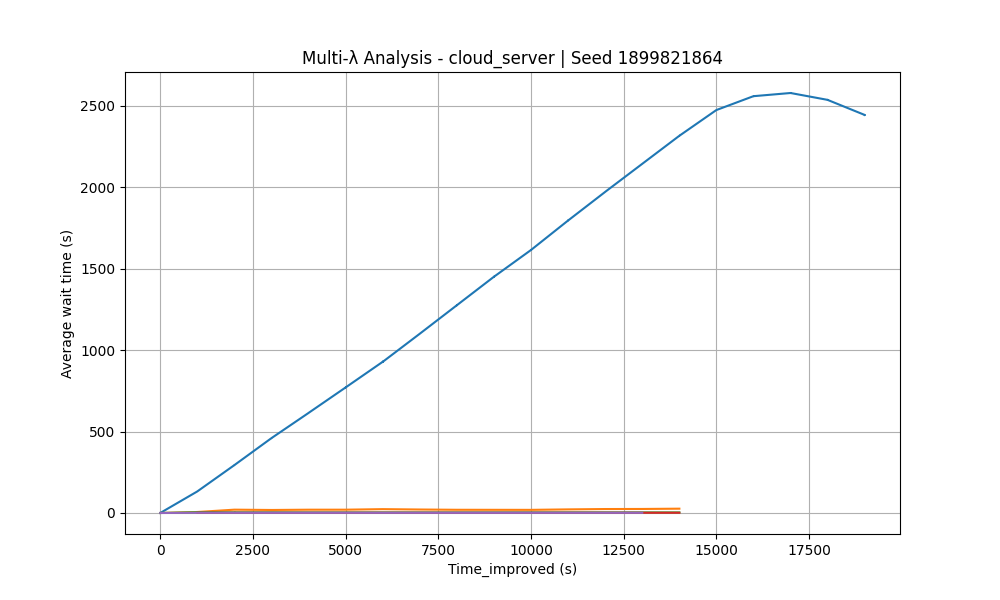 Multi-λ Analysis - cloud_server | Seed 1899821864
2500
2000
1500
1000
500
0
Average wait time (s)
0 2500 5000 7500 10000 12500 15000 17500
Time_improved (s)